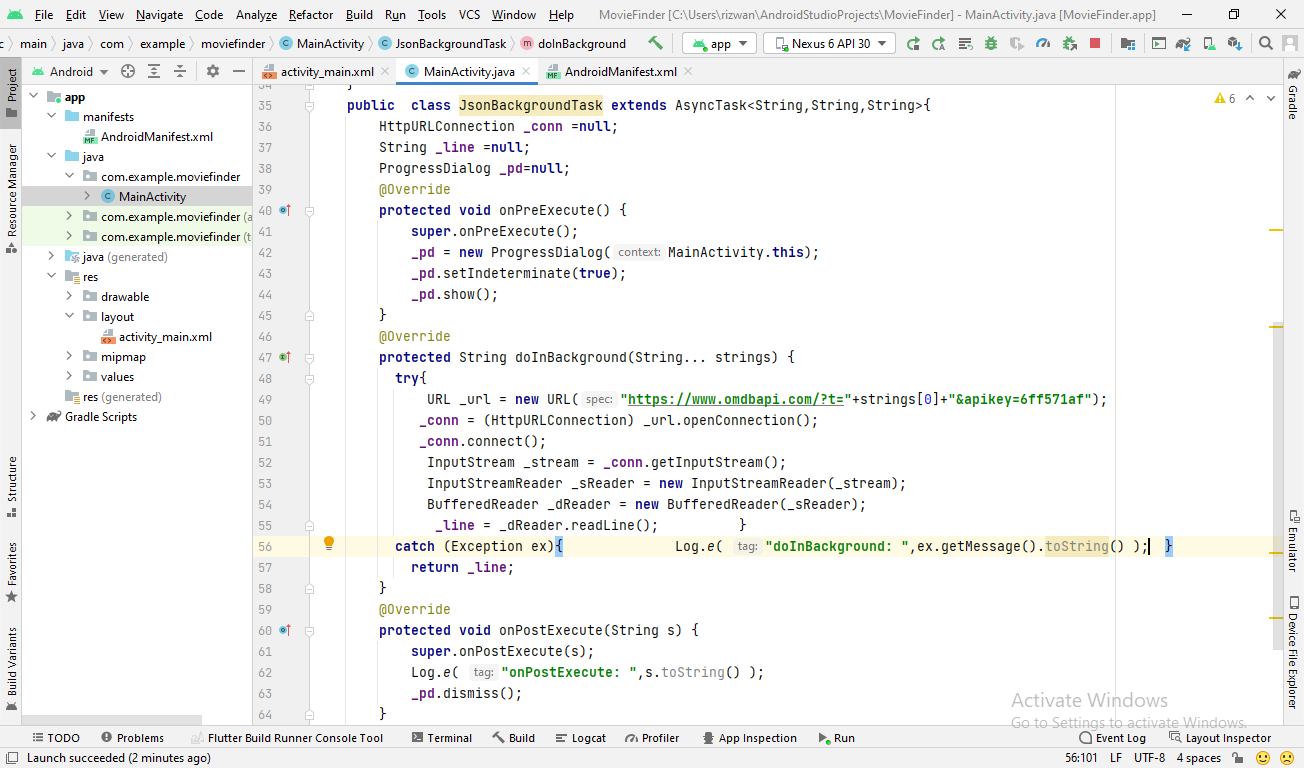 File Edit View Navigate Code Analyze Refactor Build Run Tools VCS Window Help MovieFinder [C:\Users\rizwan\AndroidStudioProjects\MovieFinder] - MainActivity.java [MovieFinder.app]
main java com example moviefinder MainActivity JsonBackgroundTask doInBackground app Nexus 6 API 30
Android activity_main.xml MainActivity.java AndroidManifest.xml
Project
Resource Manager
Structure
Favorites
Build Variants
app
manifests
AndroidManifest.xml
java
com.example.moviefinder
MainActivity
com.example.moviefinder (a
com.example.moviefinder (t
java (generated)
res
drawable
layout
activity_main.xml
mipmap
values
res (generated)
Gradle Scripts
34 }
35 public class JsonBackgroundTask extends AsyncTask<String,String,String>{
36 HttpURLConnection _conn =null;
37 String _line =null;
38 ProgressDialog _pd=null;
39 @Override
40 protected void onPreExecute() {
41 super.onPreExecute();
42 _pd = new ProgressDialog( context: MainActivity.this);
43 _pd.setIndeterminate(true);
44 _pd.show();
45 }
46 @Override
47 protected String doInBackground(String... strings) {
48 try{
49 URL _url = new URL( spec: "https://www.omdbapi.com/?t="+strings[0]+"&apikey=6ff571af");
50 _conn = (HttpURLConnection) _url.openConnection();
51 _conn.connect();
52 InputStream _stream = _conn.getInputStream();
53 InputStreamReader _sReader = new InputStreamReader(_stream);
54 BufferedReader _dReader = new BufferedReader(_sReader);
55 _line = _dReader.readLine(); }
56 catch (Exception ex){ Log.e( tag: "doInBackground: ",ex.getMessage().toString() ); }
57 return _line;
58 }
59 @Override
60 protected void onPostExecute(String s) {
61 super.onPostExecute(s);
62 Log.e( tag: "onPostExecute: ",s.toString() );
63 _pd.dismiss();
64 }
6
Gradle
Emulator
Device File Explorer
Activate Windows
Go to Settings to activate Windows.
TODO Problems Flutter Build Runner Console Tool Terminal Build Logcat Profiler App Inspection Run Event Log Layout Inspector
Launch succeeded (2 minutes ago) 56:101 LF UTF-8 4 spaces